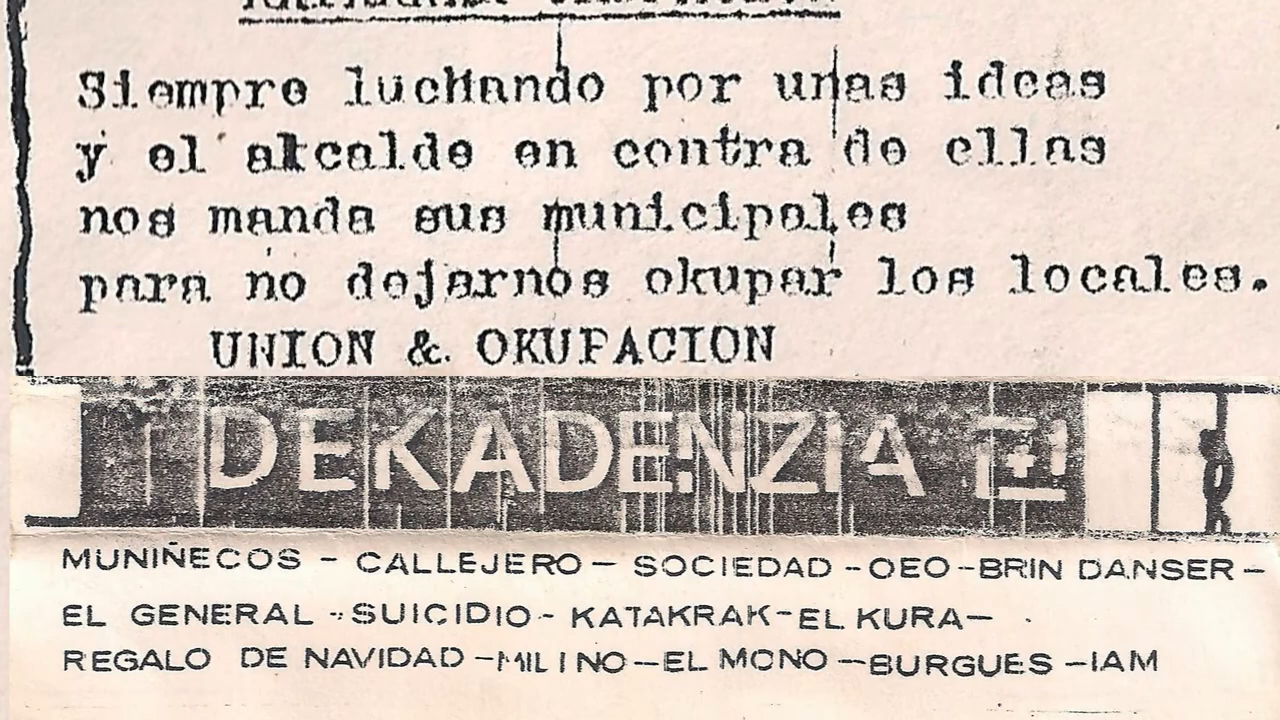 Siempre luchando por unas ideas
y el alcalde en contra de ellas
nos manda sus municipales
para no dejarnos okupar los locales.
UNION & OKUPACION
DEKADENZIA
MUNIÑECOS - CALLEJERO - SOCIEDAD - OEO - BRIN DANSER -
EL GENERAL - SUICIDIO - KATAKRAK - EL KURA -
REGALO DE NAVIDAD - MILINO - EL MONO - BURGUES - IAM